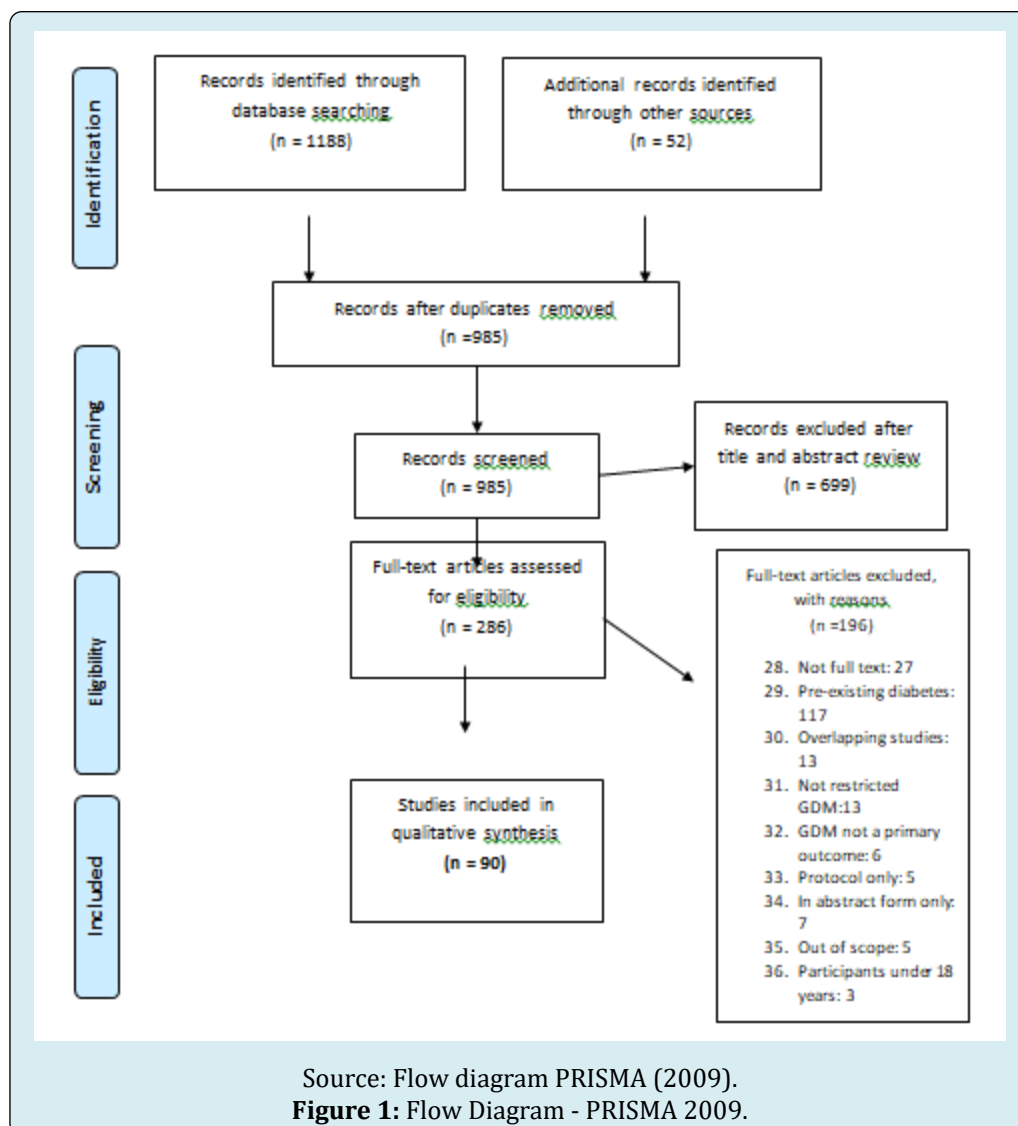 Identification
Records identified through
database searching
(n = 1188)
Additional records identified
through other sources
(n = 52)
Records after duplicates removed
(n =985)
Screening
Records screened
(n = 985)
Records excluded after
title and abstract review
(n = 699)
Eligibility
Full-text articles assessed
for eligibility
(n = 286)
Full-text articles excluded,
with reasons
(n =196)
28. Not full text: 27
29. Pre-existing diabetes:
117
30. Overlapping studies:
13
31. Not restricted
GDM:13
32. GDM not a primary
outcome: 6
33. Protocol only: 5
34. In abstract form only:
7
35. Out of scope: 5
36. Participants under 18
years: 3
Included
Studies included in
qualitative synthesis
(n = 90)
Source: Flow diagram PRISMA (2009).
Figure 1: Flow Diagram - PRISMA 2009.